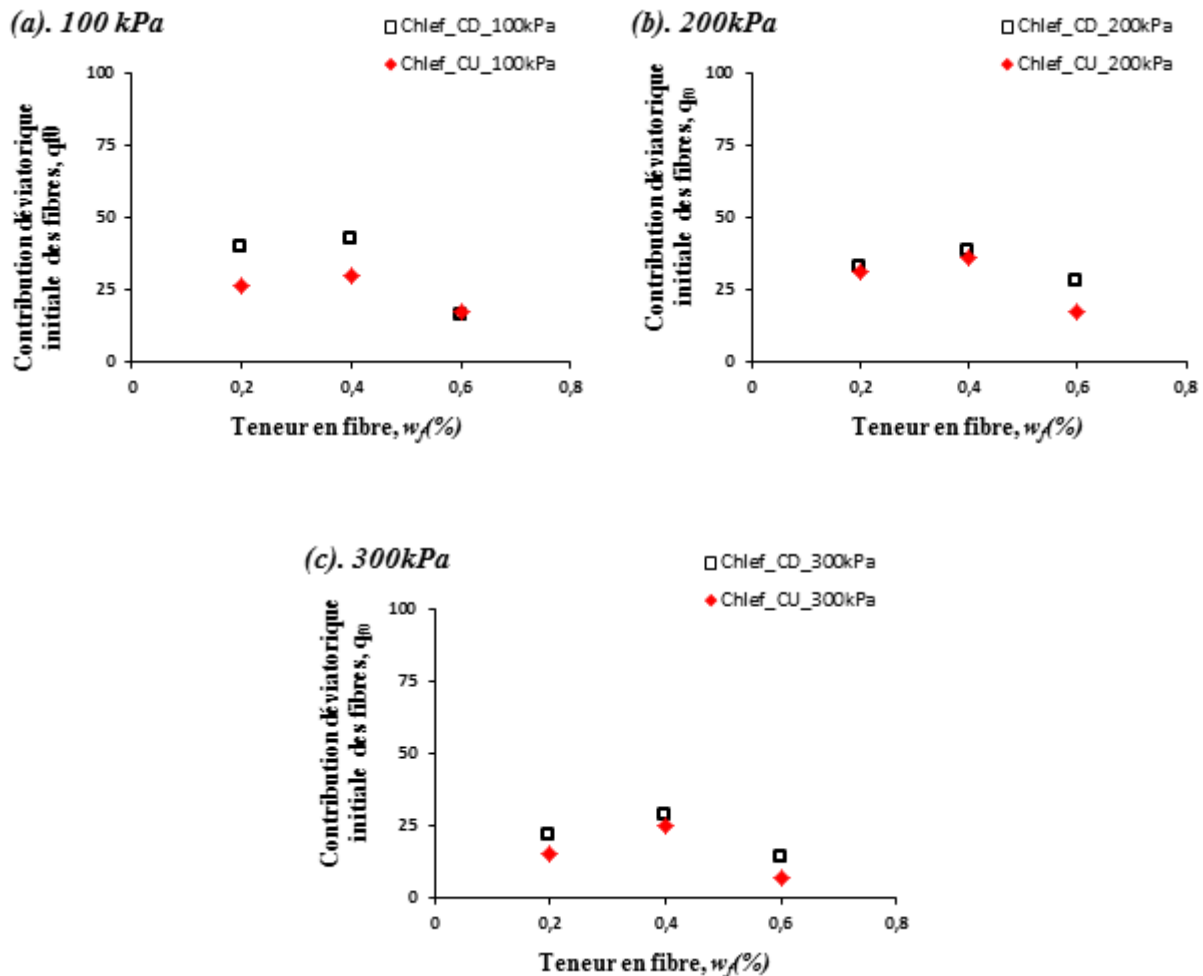 (a). 100 kPa
Chlef_CD_100kPa
Chlef_CU_100kPa
100
75
50
25
0
Contribution déviatorique
initiale des fibres, qf0
0
0,2
0,4
0,6
0,8
Teneur en fibre, wf(%)
(b). 200kPa
Chlef_CD_200kPa
Chlef_CU_200kPa
100
75
50
25
0
Contribution déviatorique
initiale des fibres, qf0
0
0,2
0,4
0,6
0,8
Teneur en fibre, wf(%)
(c). 300kPa
Chlef_CD_300kPa
Chlef_CU_300kPa
100
75
50
25
0
Contribution déviatorique
initiale des fibres, qf0
0
0,2
0,4
0,6
0,8
Teneur en fibre, wf(%)